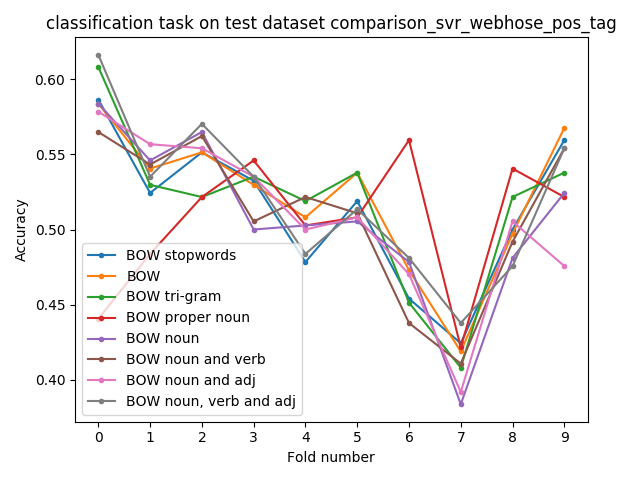 classification task on test dataset comparison_svr_webhose_pos_tag
0.60
0.55
0.50
0.45
0.40
Accuracy
BOW stopwords
BOW
BOW tri-gram
BOW proper noun
BOW noun
BOW noun and verb
BOW noun and adj
BOW noun, verb and adj
0 1 2 3 4 5 6 7 8 9
Fold number